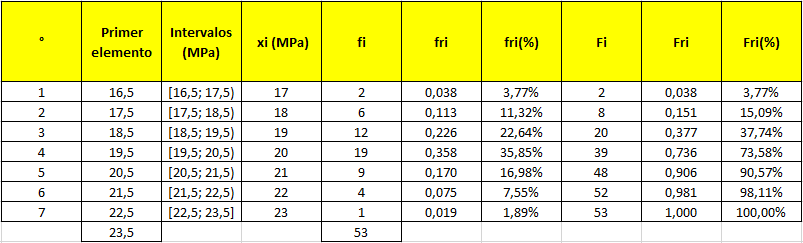 ° Primer elemento Intervalos (MPa) xi (MPa) fi fri fri(%) Fi Fri Fri(%)
1 16,5 [16,5; 17,5) 17 2 0,038 3,77% 2 0,038 3,77%
2 17,5 [17,5; 18,5) 18 6 0,113 11,32% 8 0,151 15,09%
3 18,5 [18,5; 19,5) 19 12 0,226 22,64% 20 0,377 37,74%
4 19,5 [19,5; 20,5) 20 19 0,358 35,85% 39 0,736 73,58%
5 20,5 [20,5; 21,5) 21 9 0,170 16,98% 48 0,906 90,57%
6 21,5 [21,5; 22,5) 22 4 0,075 7,55% 52 0,981 98,11%
7 22,5 [22,5; 23,5] 23 1 0,019 1,89% 53 1,000 100,00%
23,5 53